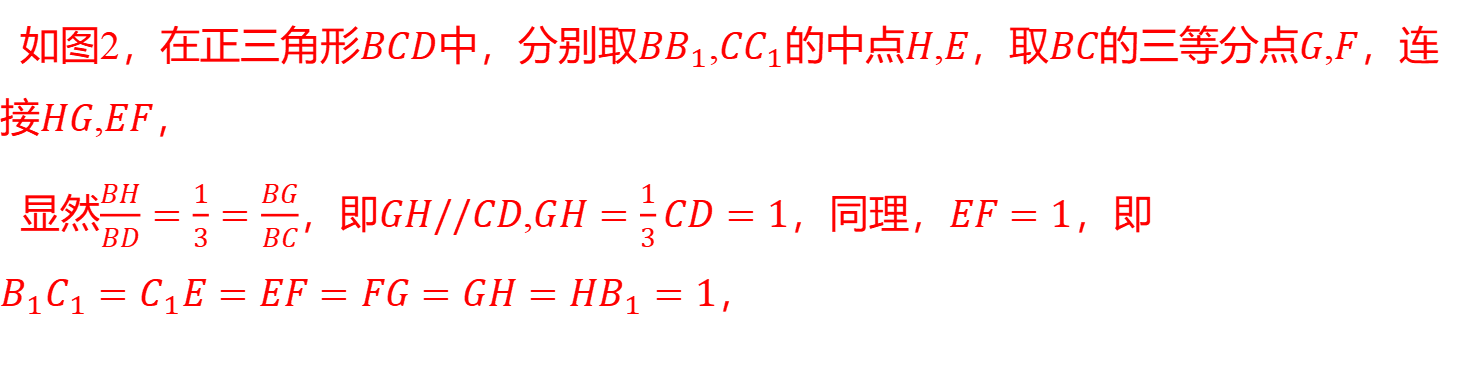 如图2，在正三角形BCD中，分别取BB₁,CC₁的中点H,E，取BC的三等分点G,F，连
接HG,EF，
显然BH/BD = 1/3 = BG/BC，即GH//CD,GH = 1/3 CD = 1，同理，EF = 1，即
B₁C₁ = C₁E = EF = FG = GH = HB₁ = 1，